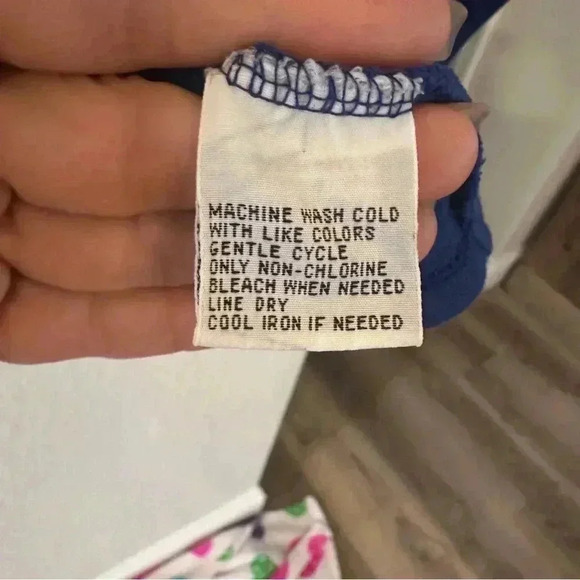 MACHINE WASH COLD
WITH LIKE COLORS
GENTLE CYCLE
ONLY NON-CHLORINE
BLEACH WHEN NEEDED
LINE DRY
COOL IRON IF NEEDED